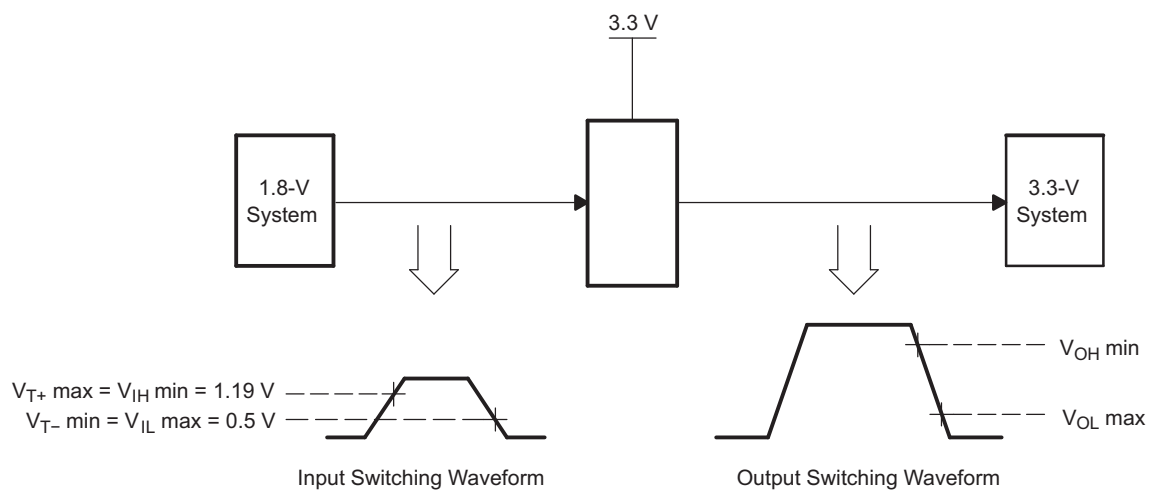 3.3 V
1.8-V
System
3.3-V
System
V_OH min
V_T+ max = V_IH min = 1.19 V
V_T− min = V_IL max = 0.5 V
V_OL max
Input Switching Waveform
Output Switching Waveform